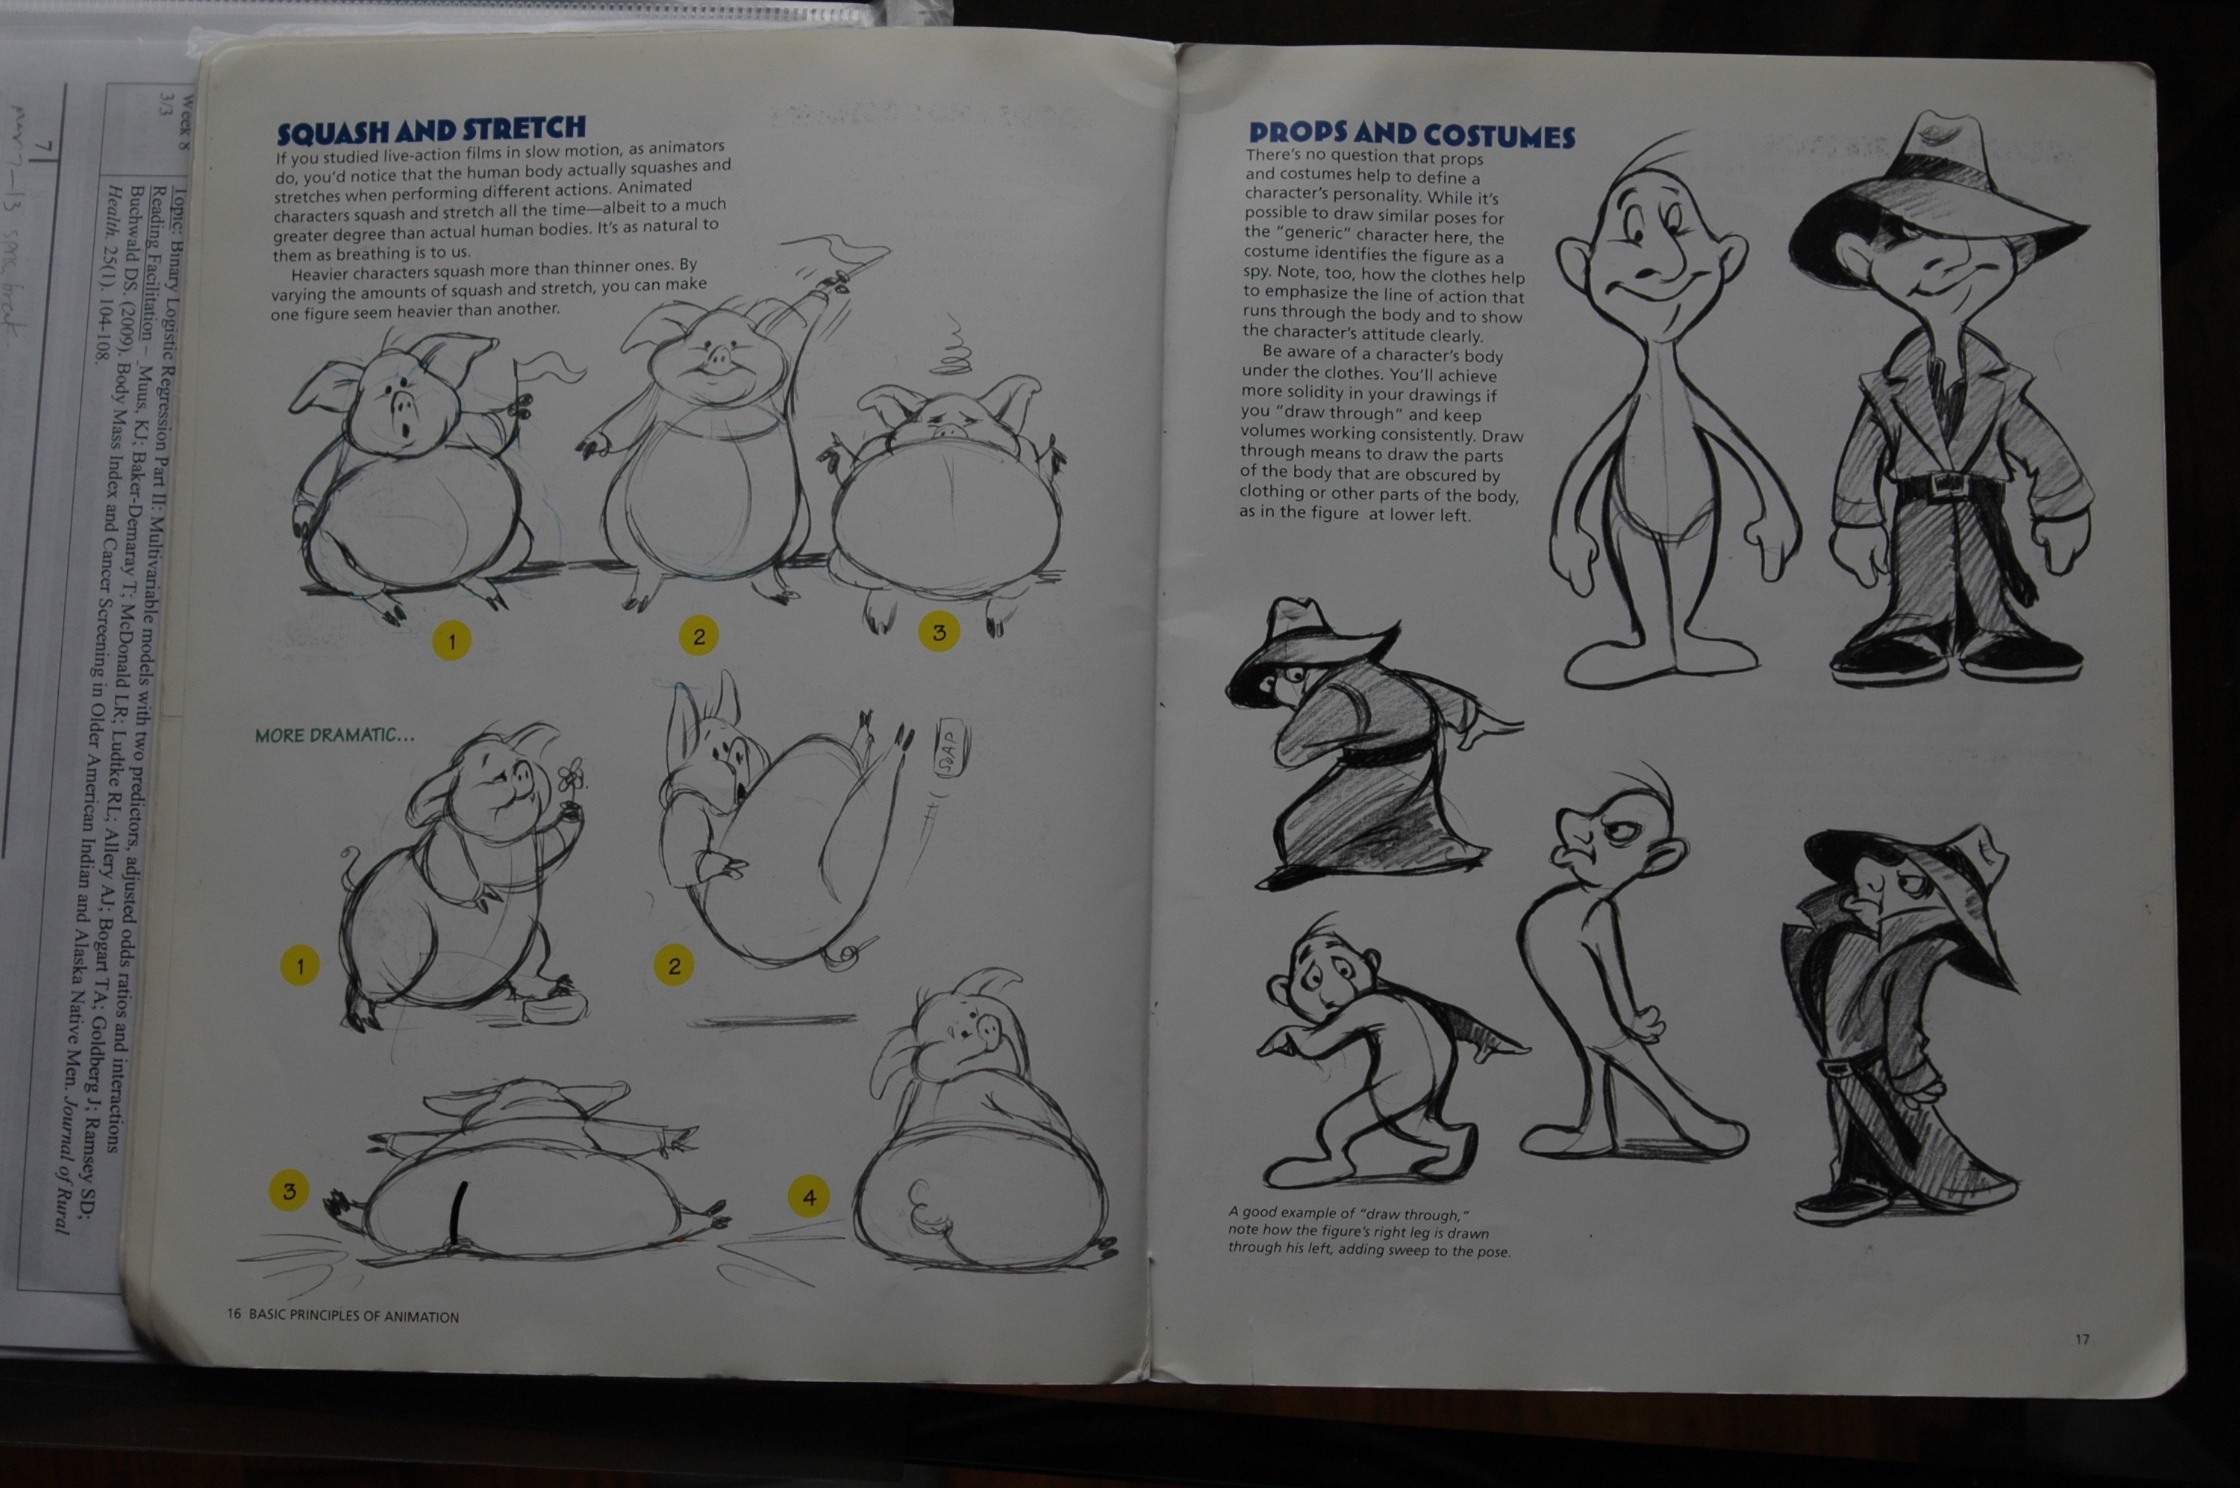 SQUASH AND STRETCH
If you studied live-action films in slow motion, as animators
do, you'd notice that the human body actually squashes and
stretches when performing different actions. Animated
characters squash and stretch all the time—albeit to a much
greater degree than actual human bodies. It's as natural to
them as breathing is to us.
Heavier characters squash more than thinner ones. By
varying the amounts of squash and stretch, you can make
one figure seem heavier than another.
1
2
3
MORE DRAMATIC...
SOAP
1
2
3
4
16 BASIC PRINCIPLES OF ANIMATION
PROPS AND COSTUMES
There's no question that props
and costumes help to define a
character's personality. While it's
possible to draw similar poses for
the "generic" character here, the
costume identifies the figure as a
spy. Note, too, how the clothes help
to emphasize the line of action that
runs through the body and to show
the character's attitude clearly.
Be aware of a character's body
under the clothes. You'll achieve
more solidity in your drawings if
you "draw through" and keep
volumes working consistently. Draw
through means to draw the parts
of the body that are obscured by
clothing or other parts of the body,
as in the figure at lower left.
A good example of "draw through,"
note how the figure's right leg is drawn
through his left, adding sweep to the pose.
17
Week 8
3/3
Topic: Binary Logistic Regression Part II: Multivariable models with two predictors, adjusted odds ratios and interactions
Reading Facilitation – Muus, KJ; Baker-Demaray T; McDonald LR; Ludtke RL; Allery AJ; Bogart TA; Goldberg J; Ramsey SD;
Buchwald DS. (2009). Body Mass Index and Cancer Screening in Older American Indian and Alaska Native Men. Journal of Rural
Health. 25(1). 104-108.
7
mar 7-13 spring break